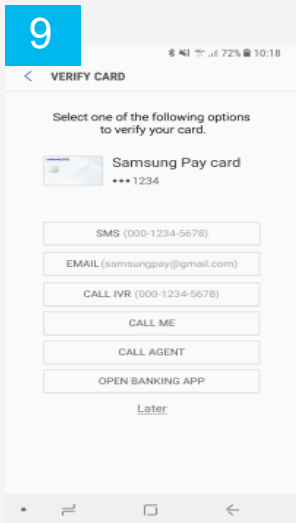 9
72% 10:18
< VERIFY CARD
Select one of the following options
to verify your card.
Samsung Pay card
•••1234
SMS (000-1234-5678)
EMAIL(samsungpay@gmail.com)
CALL IVR (000-1234-5678)
CALL ME
CALL AGENT
OPEN BANKING APP
Later